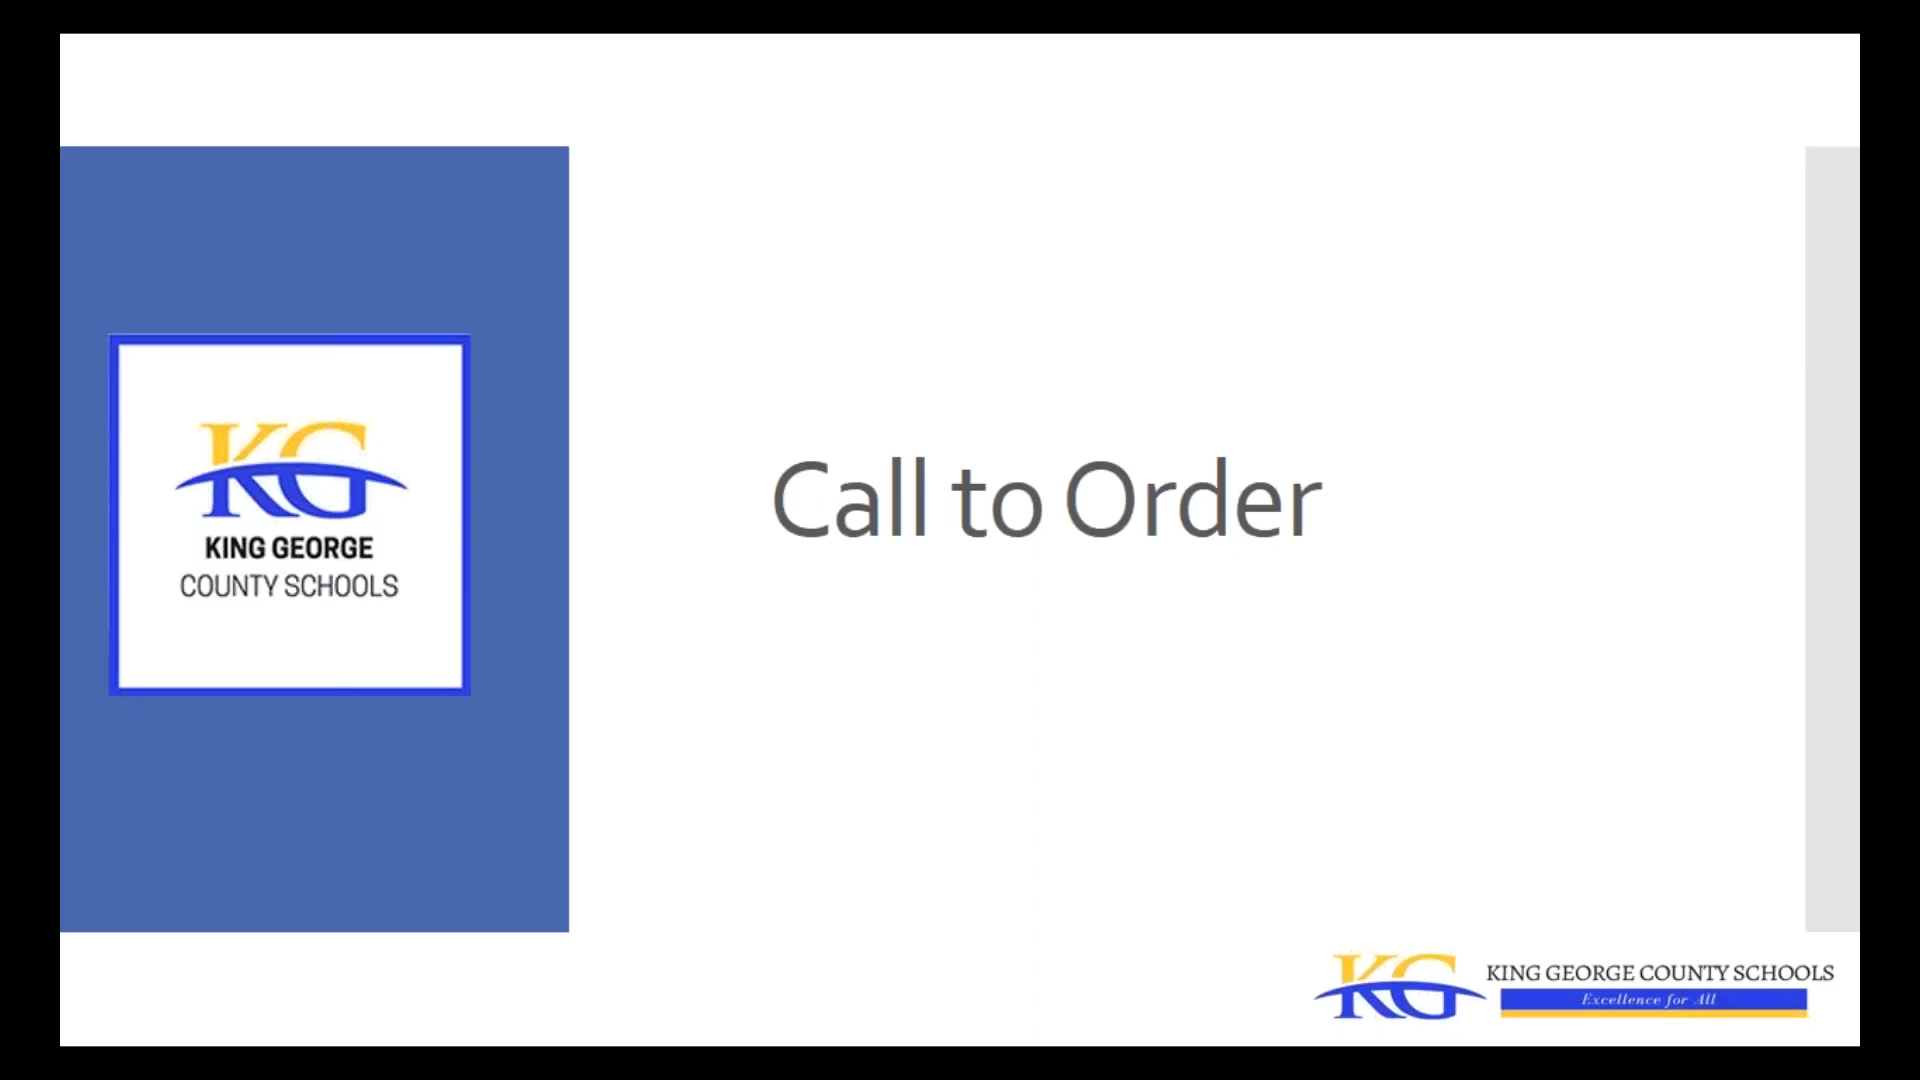 KG
KING GEORGE
COUNTY SCHOOLS
Call to Order
KG
KING GEORGE COUNTY SCHOOLS
Excellence for All